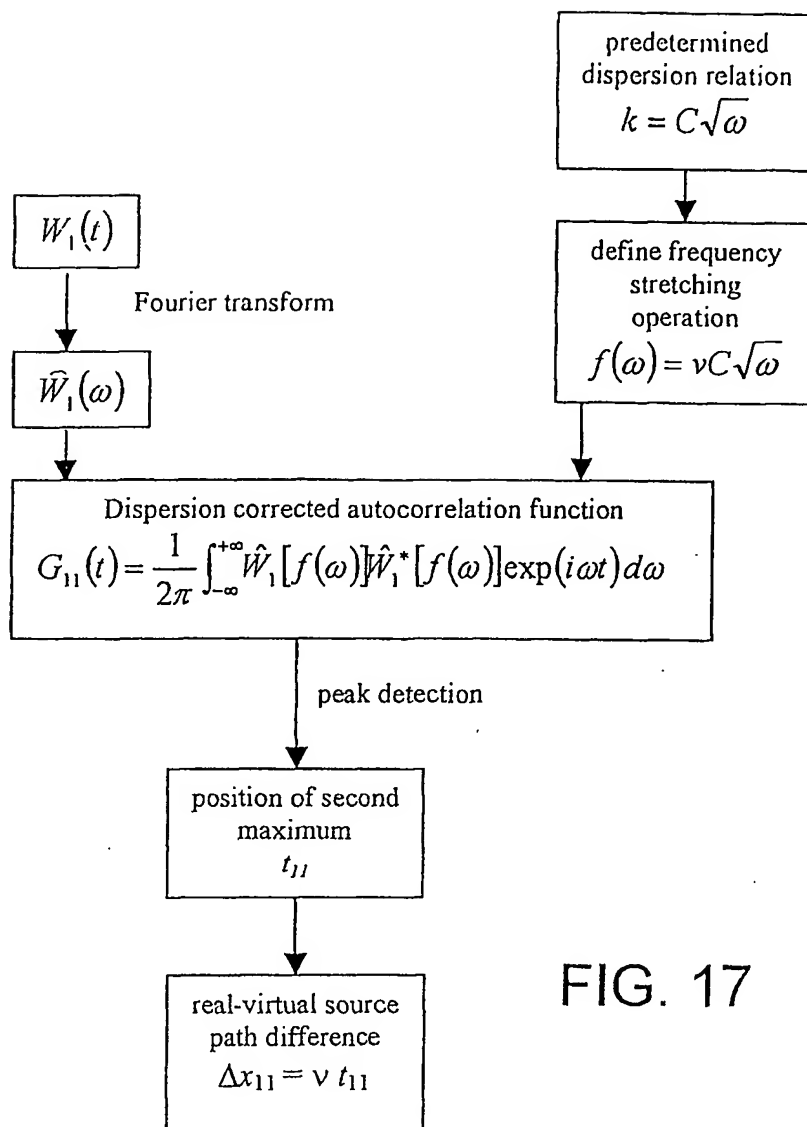 predetermined
dispersion relation
k = C√ω
W₁(t)
Fourier transform
Ŵ₁(ω)
define frequency
stretching
operation
f(ω) = νC√ω
Dispersion corrected autocorrelation function
G₁₁(t) = 1/2π ∫_{-∞}^{+∞} Ŵ₁[f(ω)]Ŵ₁*[f(ω)]exp(iωt)dω
peak detection
position of second
maximum
t₁₁
real-virtual source
path difference
Δx₁₁ = ν t₁₁
FIG. 17